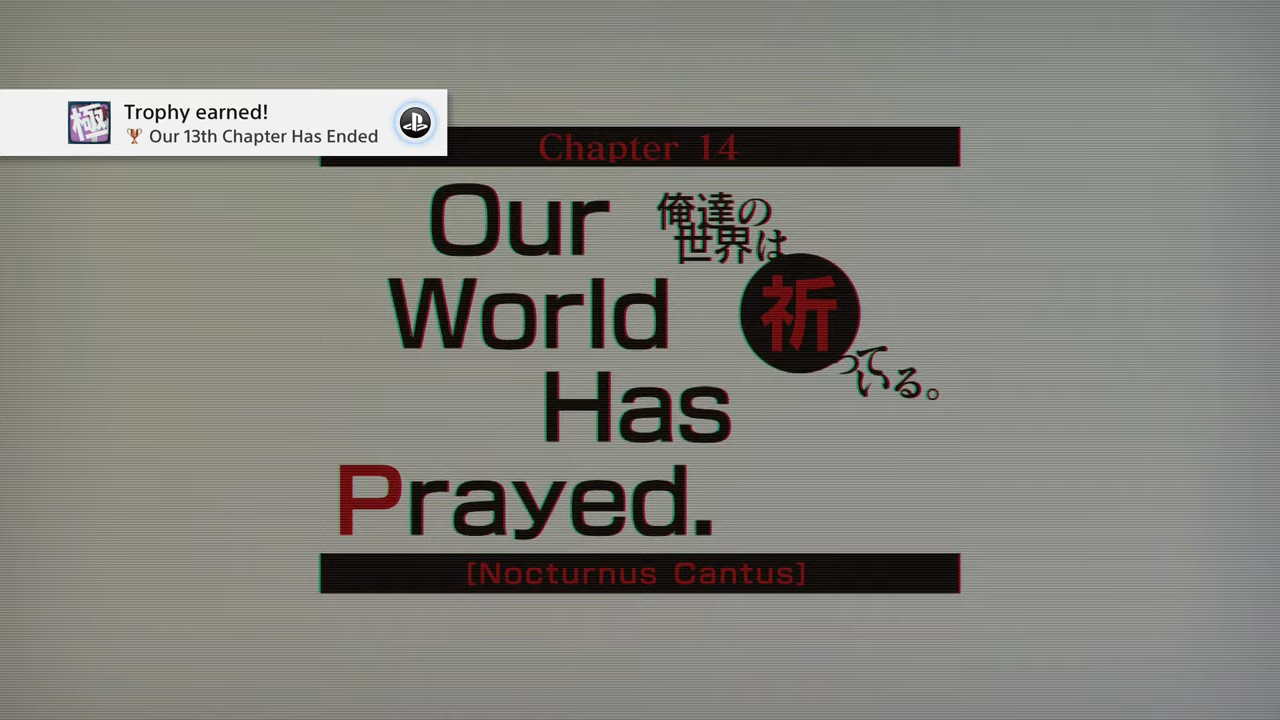 極
Trophy earned!
Our 13th Chapter Has Ended
Chapter 14
Our
World
Has
Prayed.
俺達の
世界は
祈
って
いる。
[Nocturnus Cantus]